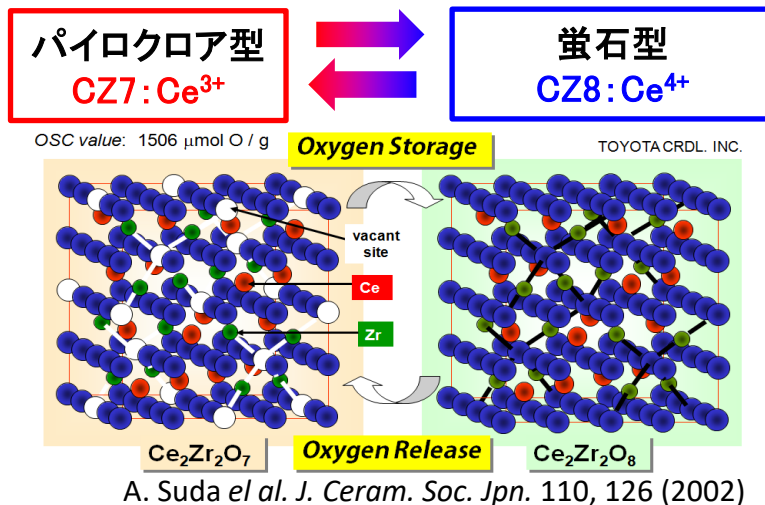 パイロクロア型
CZ7：Ce³⁺
蛍石型
CZ8：Ce⁴⁺
OSC value: 1506 μmol O / g
Oxygen Storage
TOYOTA CRDL. INC.
vacant
site
Ce
Zr
Ce₂Zr₂O₇
Oxygen Release
Ce₂Zr₂O₈
A. Suda el al. J. Ceram. Soc. Jpn. 110, 126 (2002)